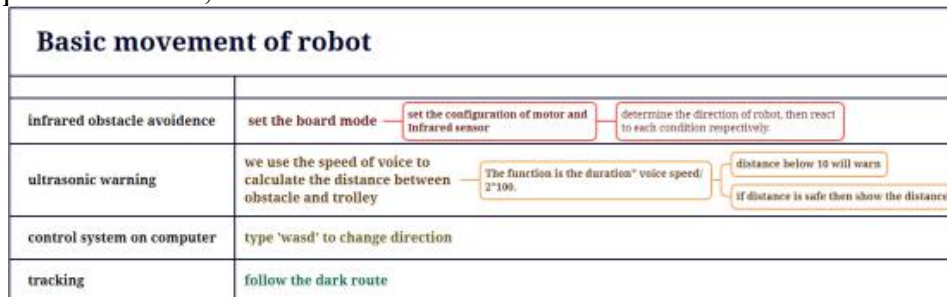 Basic movement of robot
infrared obstacle avoidence
set the board mode
set the configuration of motor and
Infrared sensor
determine the direction of robot, then react
to each condition respectively.
ultrasonic warning
we use the speed of voice to
calculate the distance between
obstacle and trolley
The function is the duration* voice speed/
2*100.
distance below 10 will warn
if distance is safe then show the distance
control system on computer
type 'wasd' to change direction
tracking
follow the dark route